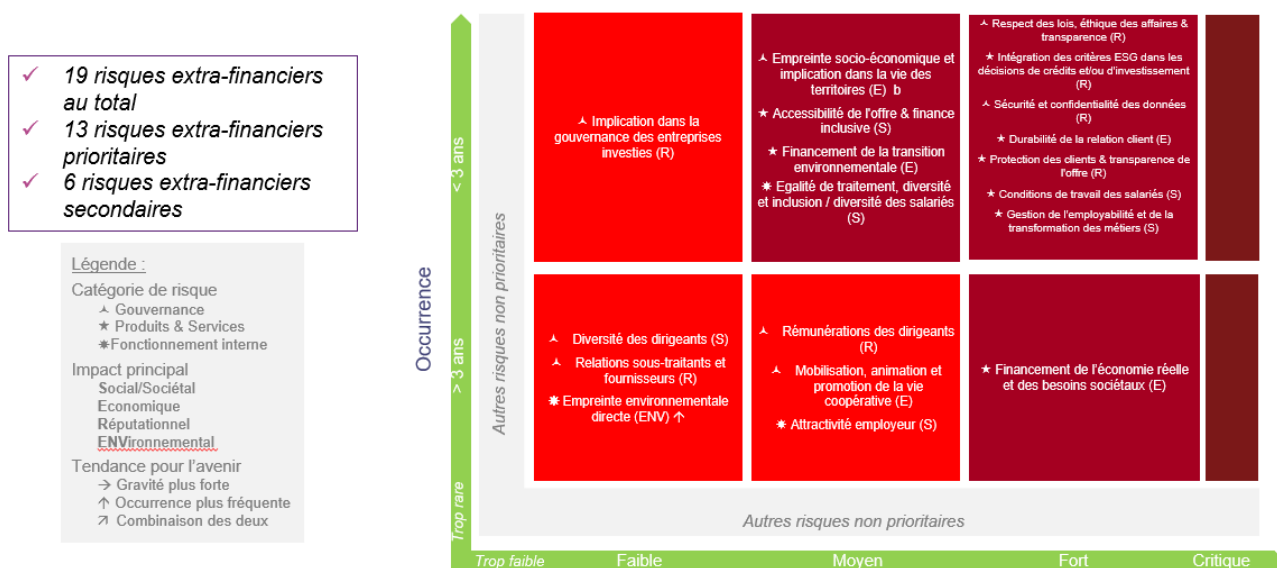 ✓ 19 risques extra-financiers
au total
✓ 13 risques extra-financiers
prioritaires
✓ 6 risques extra-financiers
secondaires
Légende :
Catégorie de risque
⅄ Gouvernance
★ Produits & Services
✷Fonctionnement interne
Impact principal
Social/Sociétal
Economique
Réputationnel
ENVironnemental
Tendance pour l'avenir
→ Gravité plus forte
↑ Occurrence plus fréquente
↗ Combinaison des deux
Occurrence
< 3 ans
> 3 ans
Trop rare
Autres risques non prioritaires
⅄ Implication dans la
gouvernance des entreprises
investies (R)
⅄ Empreinte socio-économique et
implication dans la vie des
territoires (E) b
★ Accessibilité de l'offre & finance
inclusive (S)
★ Financement de la transition
environnementale (E)
✷ Egalité de traitement, diversité
et inclusion / diversité des salariés
(S)
⅄ Respect des lois, éthique des affaires &
transparence (R)
★ Intégration des critères ESG dans les
décisions de crédits et/ou d'investissement
(R)
⅄ Sécurité et confidentialité des données
(R)
★ Durabilité de la relation client (E)
★ Protection des clients & transparence de
l'offre (R)
★ Conditions de travail des salariés (S)
★ Gestion de l'employabilité et de la
transformation des métiers (S)
⅄ Diversité des dirigeants (S)
⅄ Relations sous-traitants et
fournisseurs (R)
✷ Empreinte environnementale
directe (ENV) ↑
⅄ Rémunérations des dirigeants
(R)
⅄ Mobilisation, animation et
promotion de la vie
coopérative (E)
✷ Attractivité employeur (S)
★ Financement de l'économie réelle
et des besoins sociétaux (E)
Autres risques non prioritaires
Trop faible
Faible
Moyen
Fort
Critique